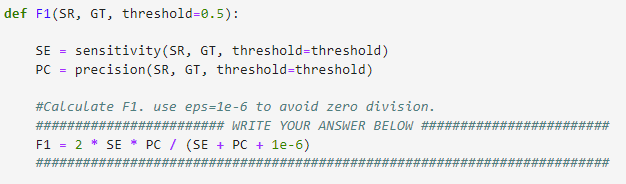 def F1(SR, GT, threshold=0.5):
SE = sensitivity(SR, GT, threshold=threshold)
PC = precision(SR, GT, threshold=threshold)
#Calculate F1. use eps=1e-6 to avoid zero division.
######################## WRITE YOUR ANSWER BELOW ########################
F1 = 2 * SE * PC / (SE + PC + 1e-6)
#########################################################################